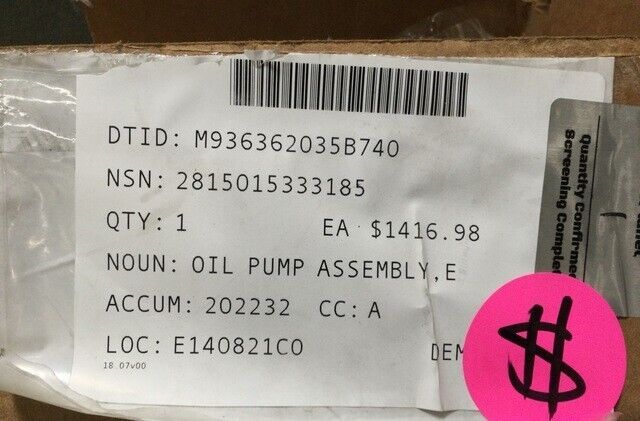 DTID: M936362035B740
NSN: 2815015333185
QTY: 1 EA $1416.98
NOUN: OIL PUMP ASSEMBLY,E
ACCUM: 202232 CC: A
LOC: E140821C0 DEM
18.07v00
Quantity Confirmed
Screening Complet
$